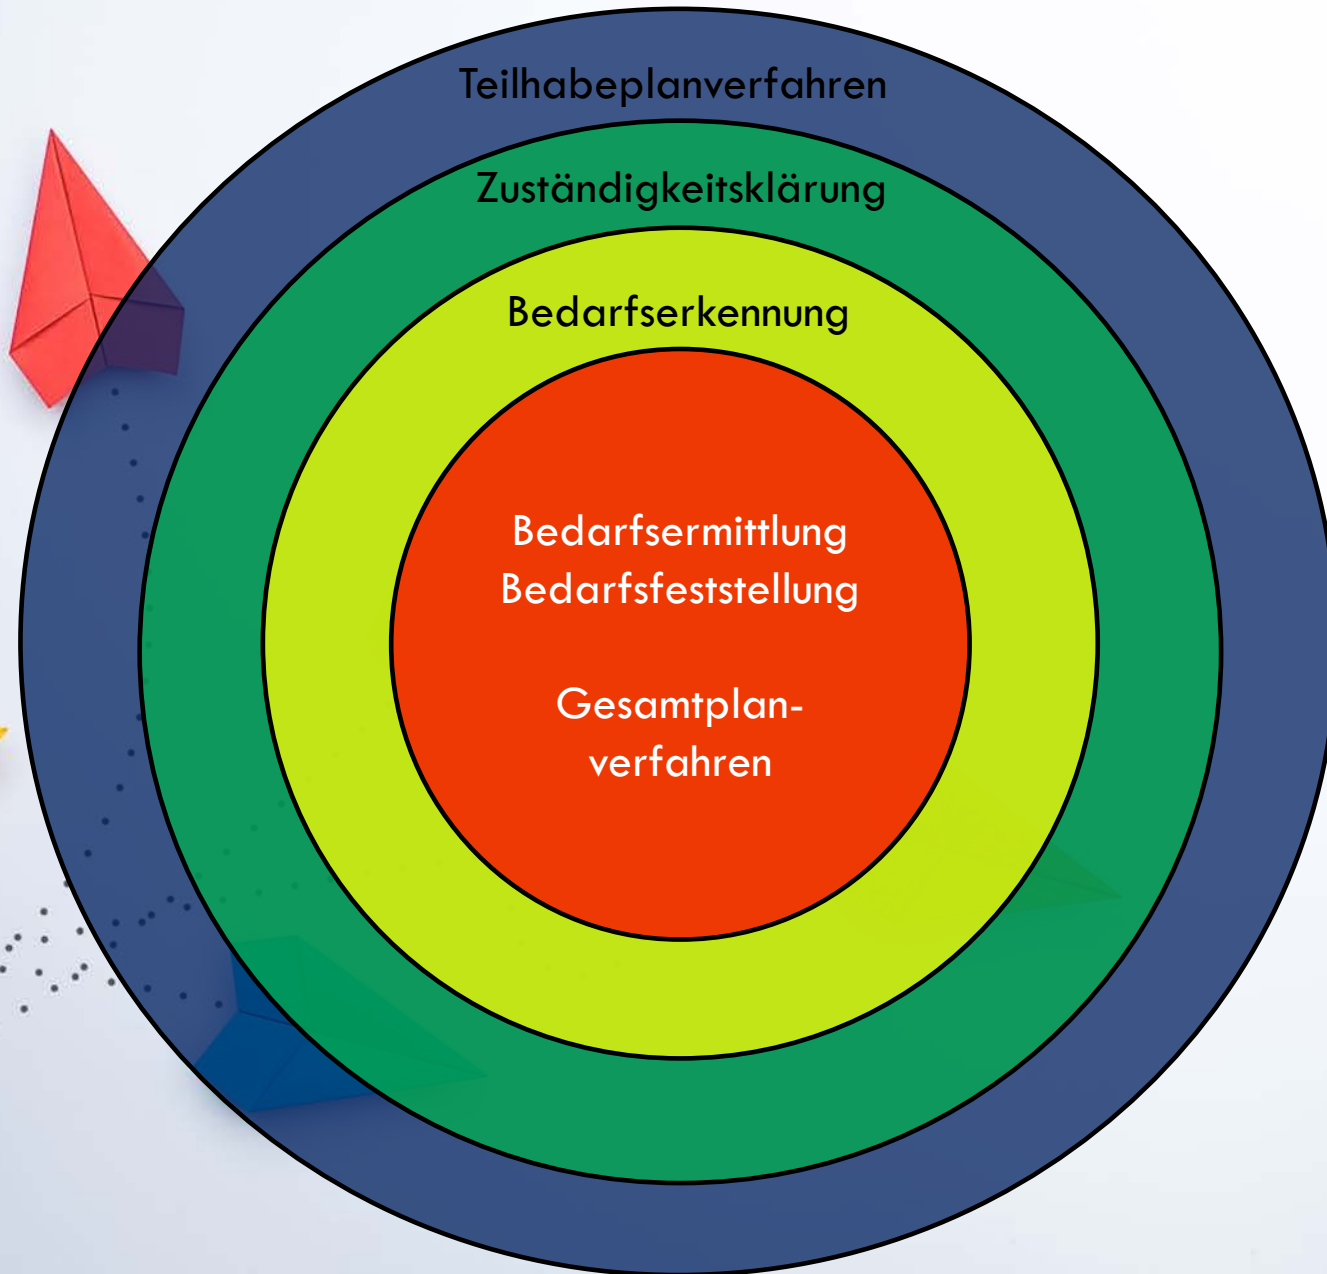 Teilhabeplanverfahren
Zuständigkeitsklärung
Bedarfserkennung
Bedarfsermittlung
Bedarfsfeststellung
Gesamtplan-
verfahren